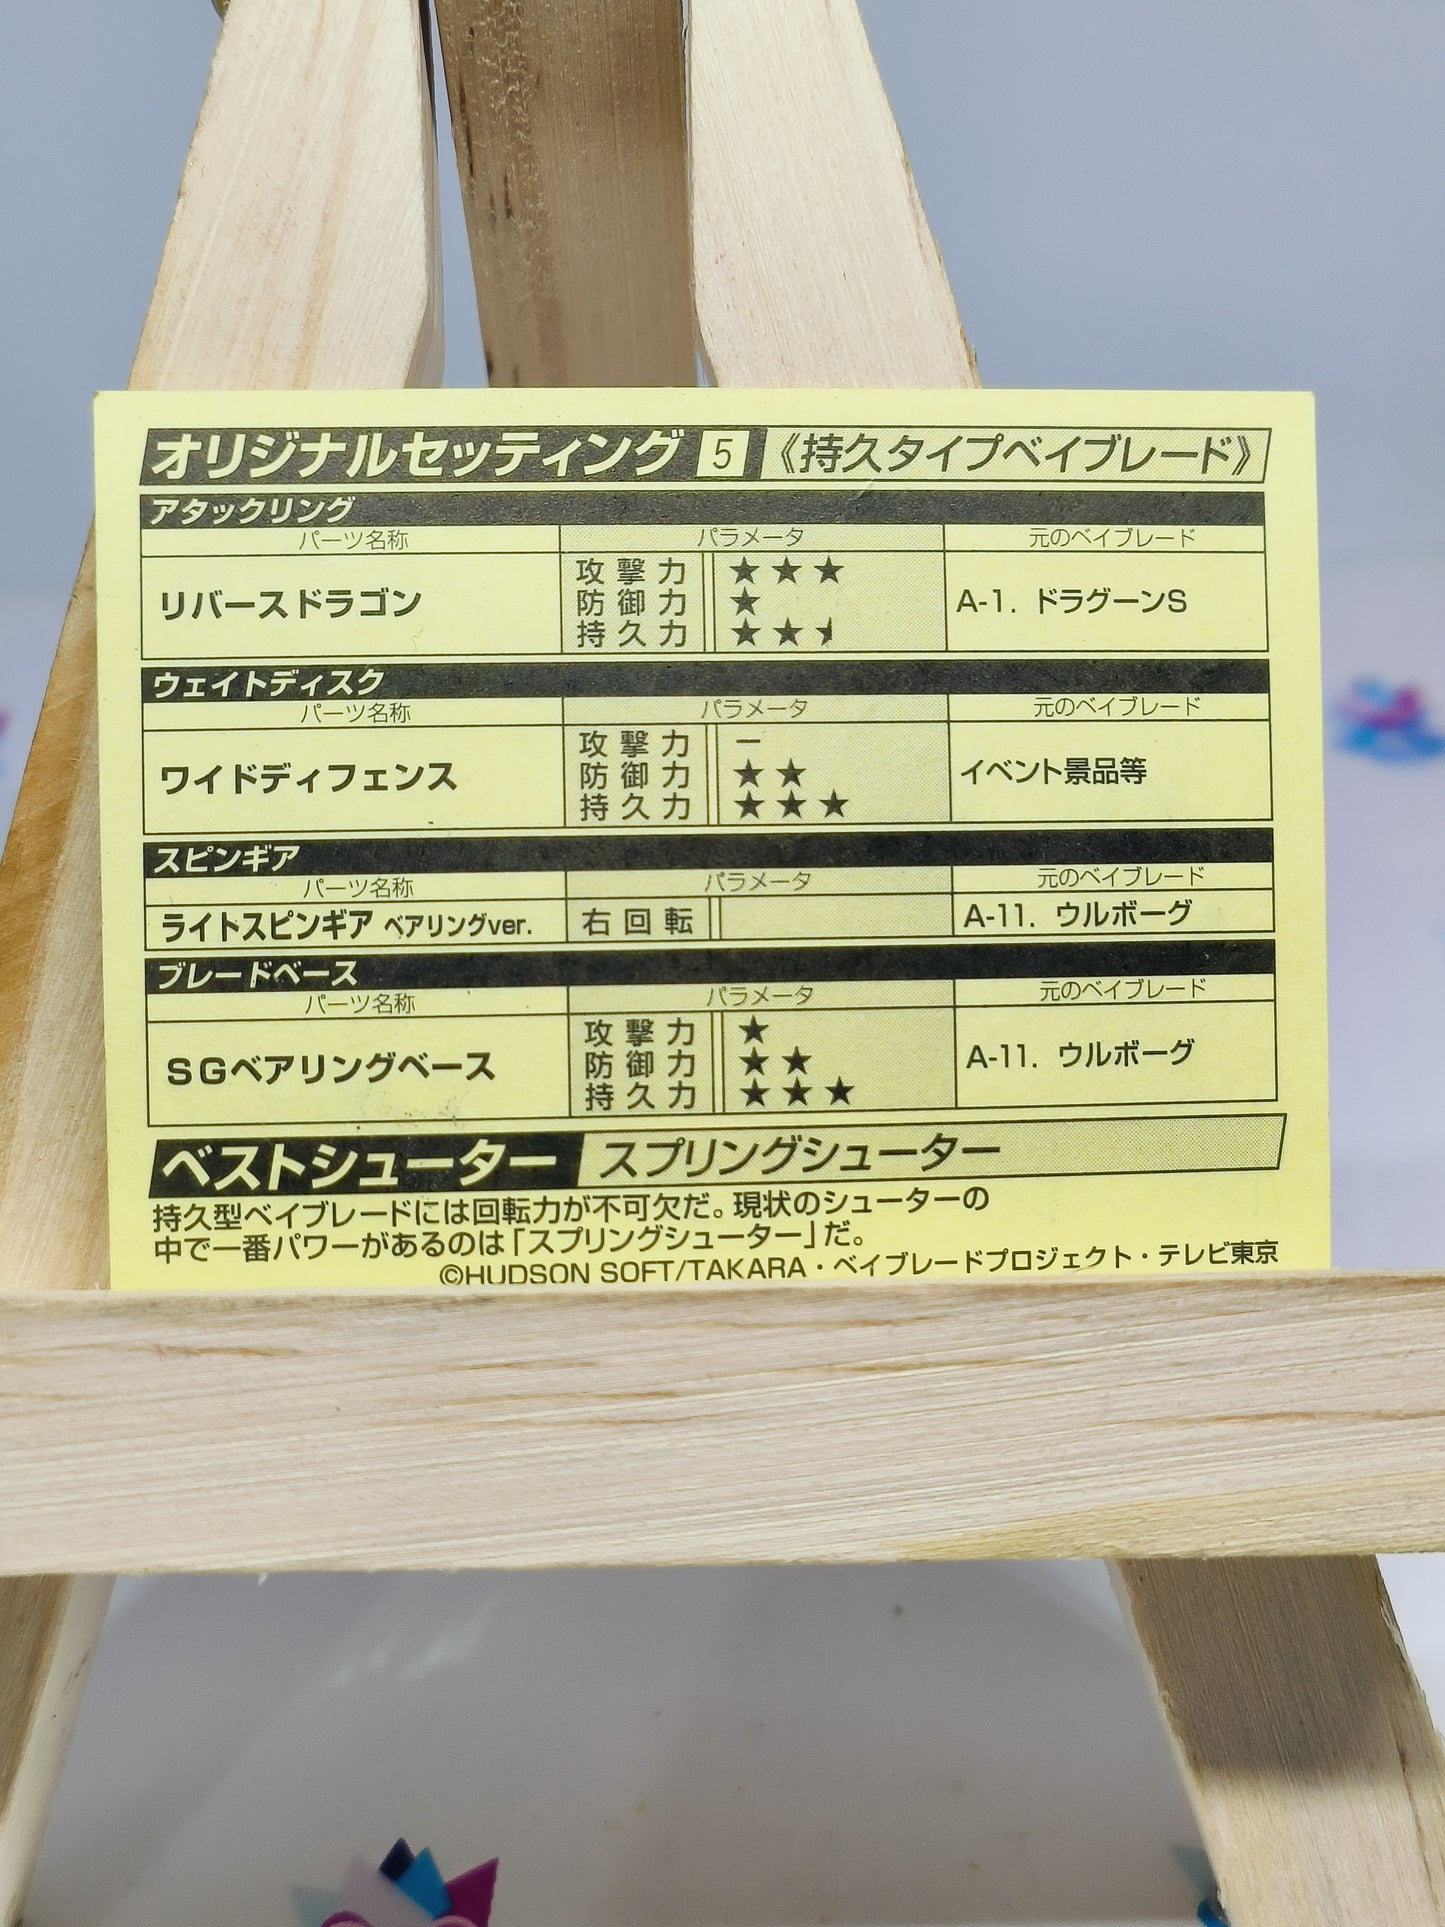 オリジナルセッティング 5 《持久タイプベイブレード》
アタックリング
パーツ名称 パラメータ 元のベイブレード
リバースドラゴン 攻撃力 ★★★ A-1. ドラグーンS
防御力 ★
持久力 ★★⯨
ウェイトディスク
パーツ名称 パラメータ 元のベイブレード
ワイドディフェンス 攻撃力 ー イベント景品等
防御力 ★★
持久力 ★★★
スピンギア
パーツ名称 パラメータ 元のベイブレード
ライトスピンギア ベアリングver. 右回転 A-11. ウルボーグ
ブレードベース
パーツ名称 パラメータ 元のベイブレード
SGベアリングベース 攻撃力 ★ A-11. ウルボーグ
防御力 ★★
持久力 ★★★
ベストシューター スプリングシューター
持久型ベイブレードには回転力が不可欠だ。現状のシューターの
中で一番パワーがあるのは「スプリングシューター」だ。
©HUDSON SOFT/TAKARA・ベイブレードプロジェクト・テレビ東京